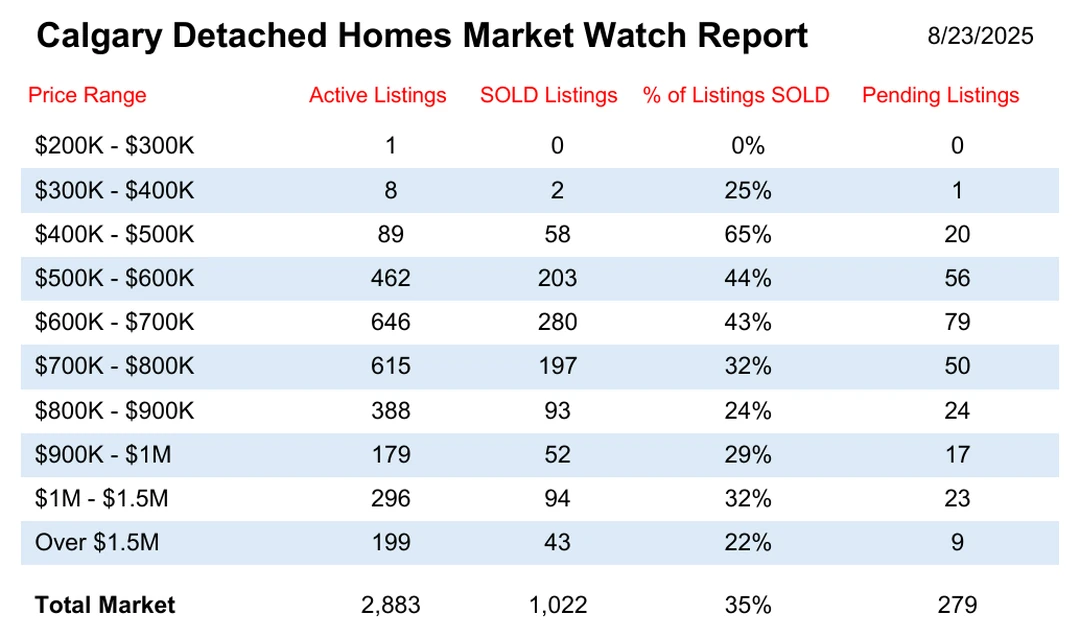 Calgary Detached Homes Market Watch Report 8/23/2025
Price Range Active Listings SOLD Listings % of Listings SOLD Pending Listings
$200K - $300K 1 0 0% 0
$300K - $400K 8 2 25% 1
$400K - $500K 89 58 65% 20
$500K - $600K 462 203 44% 56
$600K - $700K 646 280 43% 79
$700K - $800K 615 197 32% 50
$800K - $900K 388 93 24% 24
$900K - $1M 179 52 29% 17
$1M - $1.5M 296 94 32% 23
Over $1.5M 199 43 22% 9
Total Market 2,883 1,022 35% 279